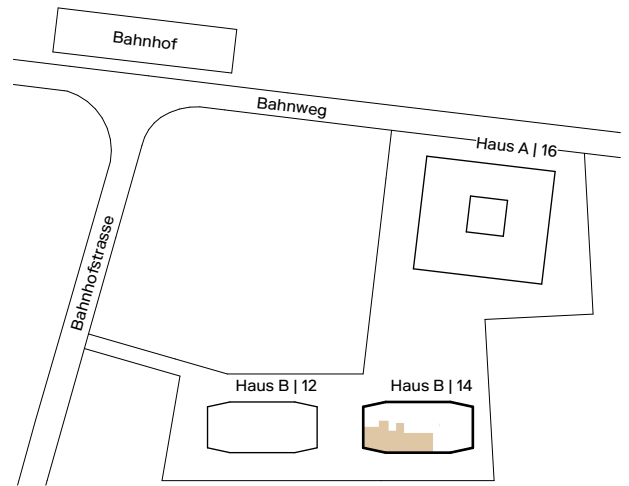 Bahnhof
Bahnweg
Haus A | 16
Bahnhofstrasse
Haus B | 12
Haus B | 14